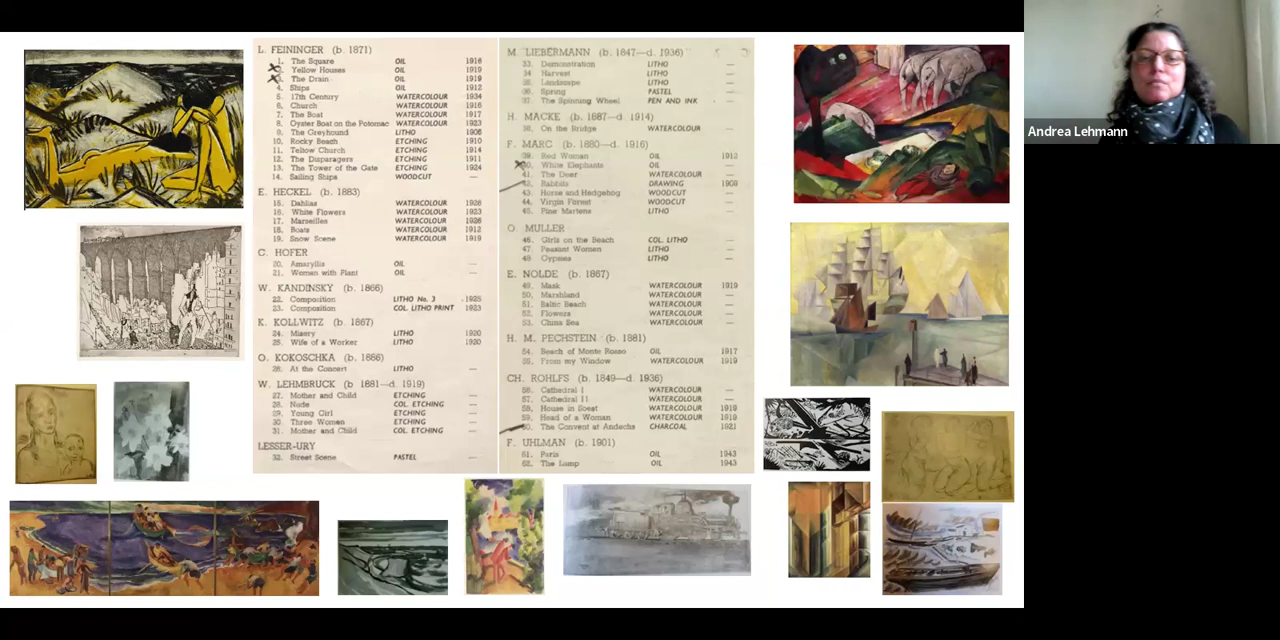 L. FEININGER (b. 1871)
1. The Square OIL 1916
2. Yellow Houses OIL 1919
3. The Drain OIL 1919
4. Ships OIL 1912
5. 17th Century WATERCOLOUR 1934
6. Church WATERCOLOUR 1916
7. The Boat WATERCOLOUR 1917
8. Oyster Boat on the Potomac WATERCOLOUR 1923
9. The Greyhound LITHO 1906
10. Rocky Beach ETCHING 1910
11. Yellow Church ETCHING 1914
12. The Disparagers ETCHING 1911
13. The Tower of the Gate ETCHING 1924
14. Sailing Ships WOODCUT —
E. HECKEL (b. 1883)
15. Dahlias WATERCOLOUR 1926
16. White Flowers WATERCOLOUR 1923
17. Marseilles WATERCOLOUR 1926
18. Boats WATERCOLOUR 1912
19. Snow Scene WATERCOLOUR 1919
C. HOFER
20. Amaryllis OIL —
21. Woman with Plant OIL —
W. KANDINSKY (b. 1866)
22. Composition LITHO No. 3 1925
23. Composition COL. LITHO PRINT 1923
K. KOLLWITZ (b. 1867)
24. Misery LITHO 1920
25. Wife of a Worker LITHO 1920
O. KOKOSCHKA (b. 1886)
26. At the Concert LITHO —
W. LEHMBRUCK (b. 1881—d. 1919)
27. Mother and Child ETCHING —
28. Nude COL. ETCHING —
29. Young Girl ETCHING —
30. Three Women ETCHING —
31. Mother and Child COL. ETCHING —
LESSER-URY
32. Street Scene PASTEL —
M. LIEBERMANN (b. 1847—d. 1936)
33. Demonstration LITHO —
34 Harvest LITHO —
35. Landscape LITHO —
36. Spring PASTEL —
37. The Spinning Wheel PEN AND INK —
H. MACKE (b. 1887—d. 1914)
38. On the Bridge WATERCOLOUR —
F. MARC (b. 1880—d. 1916)
39. Red Woman OIL 1912
40. White Elephants OIL —
41. The Deer WATERCOLOUR —
42. Rabbits DRAWING 1909
43. Horse and Hedgehog WOODCUT —
44. Virgin Forest WOODCUT —
45. Pine Martens LITHO —
O MULLER
46. Girls on the Beach COL. LITHO —
47. Peasant Women LITHO —
48 Gypsies LITHO —
E. NOLDE (b. 1867)
49. Mask WATERCOLOUR 1919
50. Marshland WATERCOLOUR —
51. Baltic Beach WATERCOLOUR —
52. Flowers WATERCOLOUR —
53. China Sea WATERCOLOUR —
H. M. PECHSTEIN (b. 1881)
54. Beach of Monte Rosso OIL 1917
55. From my Window WATERCOLOUR 1919
CH. ROHLFS (b. 1849—d. 1936)
56. Cathedral I WATERCOLOUR —
57. Cathedral II WATERCOLOUR —
58. House in Soest WATERCOLOUR 1919
59. Head of a Woman WATERCOLOUR 1919
60. The Convent at Andechs CHARCOAL 1921
F. UHLMAN (b. 1901)
61. Paris OIL 1943
62. The Lamp OIL 1943
Andrea Lehmann